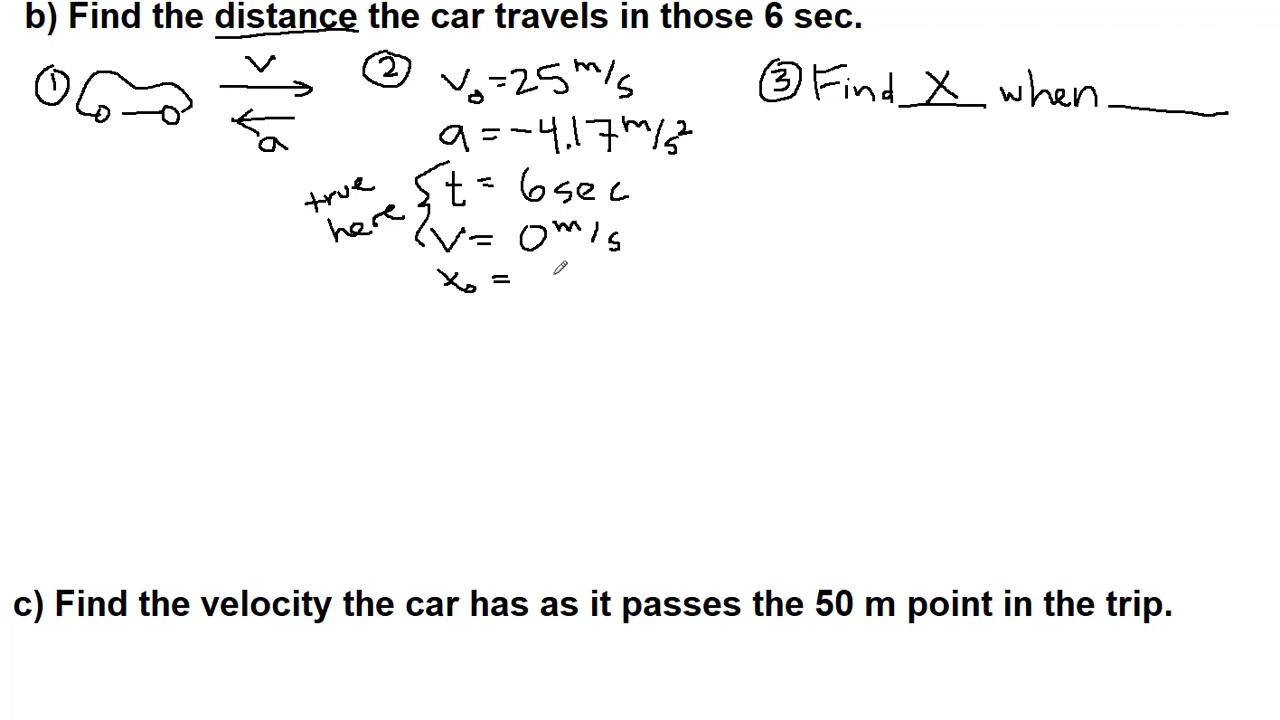 b) Find the distance the car travels in those 6 sec.
① v a
② v₀ = 25 m/s
a = -4.17 m/s²
true here { t = 6 sec
v = 0 m/s
x₀ =
③ Find x when ______
c) Find the velocity the car has as it passes the 50 m point in the trip.